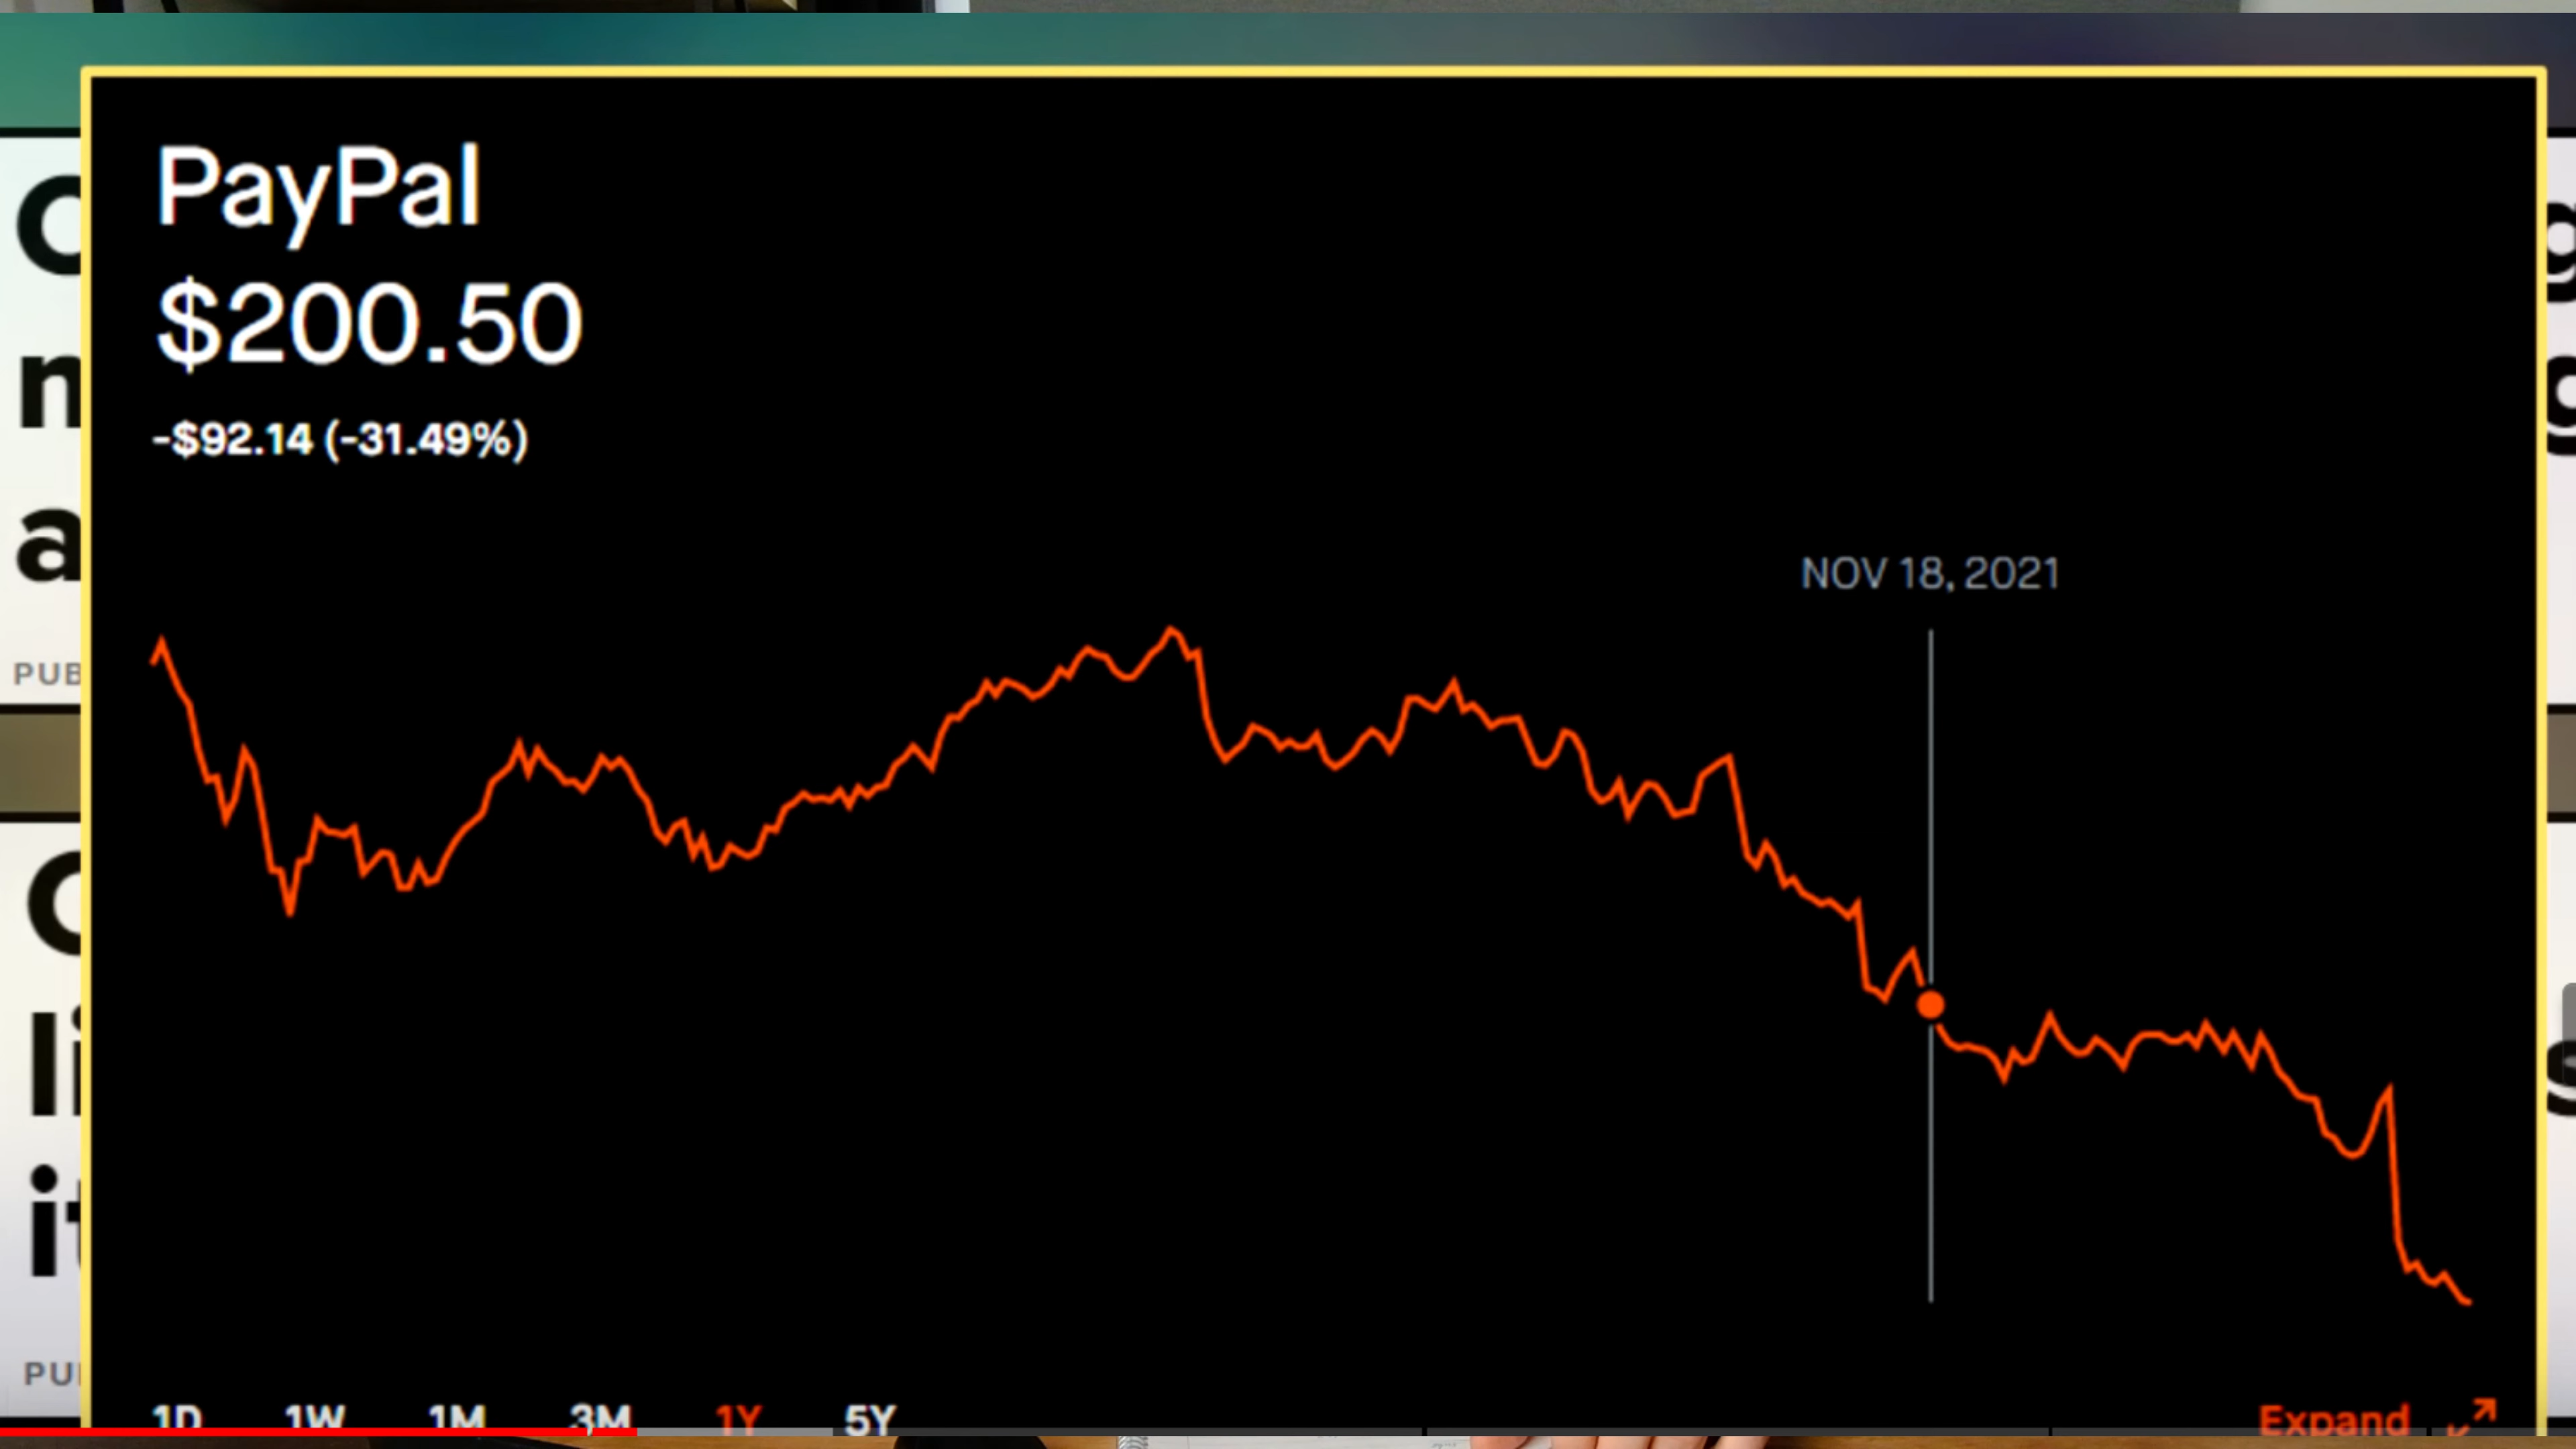 PayPal
$200.50
-$92.14 (-31.49%)
NOV 18, 2021
1D 1W 1M 3M 1Y 5Y
Expand